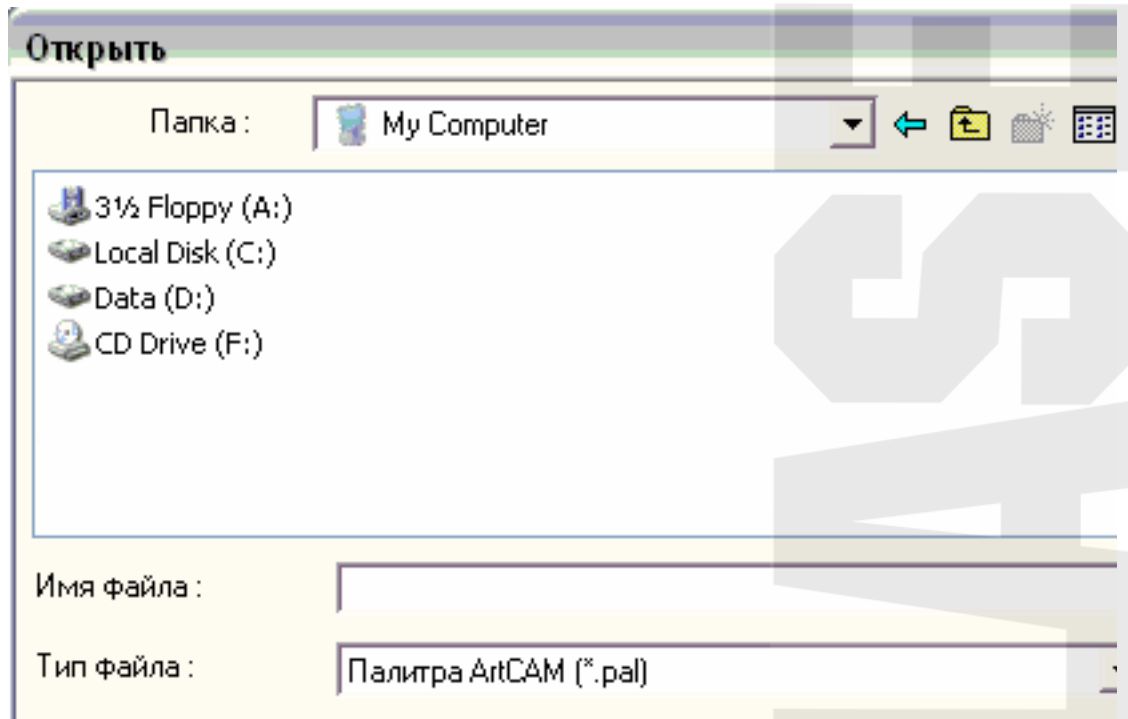 Открыть
Папка : My Computer
3½ Floppy (A:)
Local Disk (C:)
Data (D:)
CD Drive (F:)
Имя файла :
Тип файла : Палитра ArtCAM (*.pal)